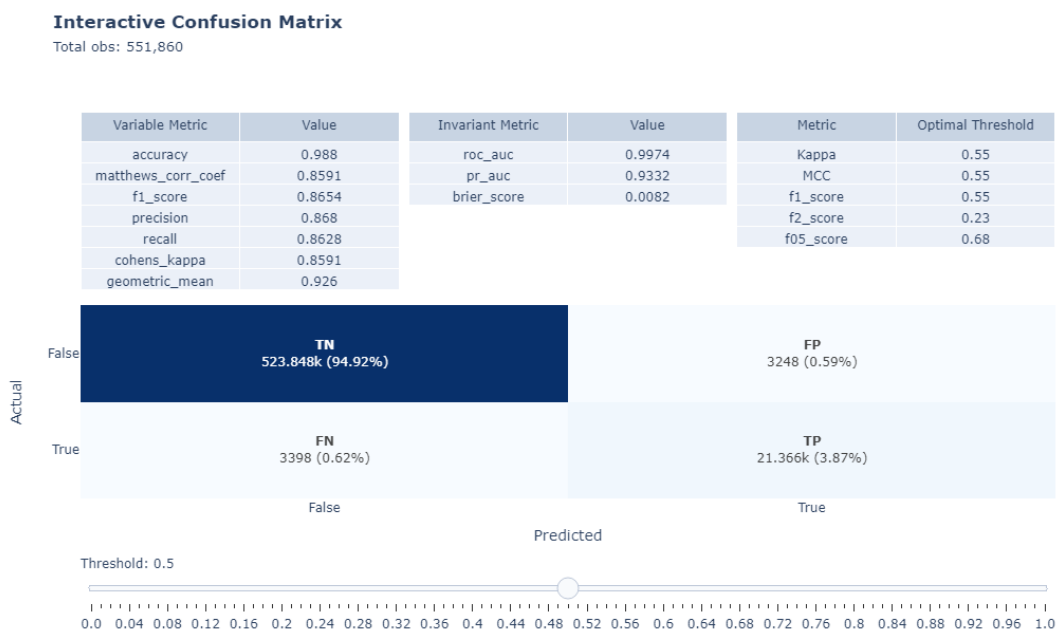 Interactive Confusion Matrix
Total obs: 551,860
Variable Metric Value
accuracy 0.988
matthews_corr_coef 0.8591
f1_score 0.8654
precision 0.868
recall 0.8628
cohens_kappa 0.8591
geometric_mean 0.926
Invariant Metric Value
roc_auc 0.9974
pr_auc 0.9332
brier_score 0.0082
Metric Optimal Threshold
Kappa 0.55
MCC 0.55
f1_score 0.55
f2_score 0.23
f05_score 0.68
Actual
False
TN
523.848k (94.92%)
FP
3248 (0.59%)
True
FN
3398 (0.62%)
TP
21.366k (3.87%)
False True
Predicted
Threshold: 0.5
0.0 0.04 0.08 0.12 0.16 0.2 0.24 0.28 0.32 0.36 0.4 0.44 0.48 0.52 0.56 0.6 0.64 0.68 0.72 0.76 0.8 0.84 0.88 0.92 0.96 1.0